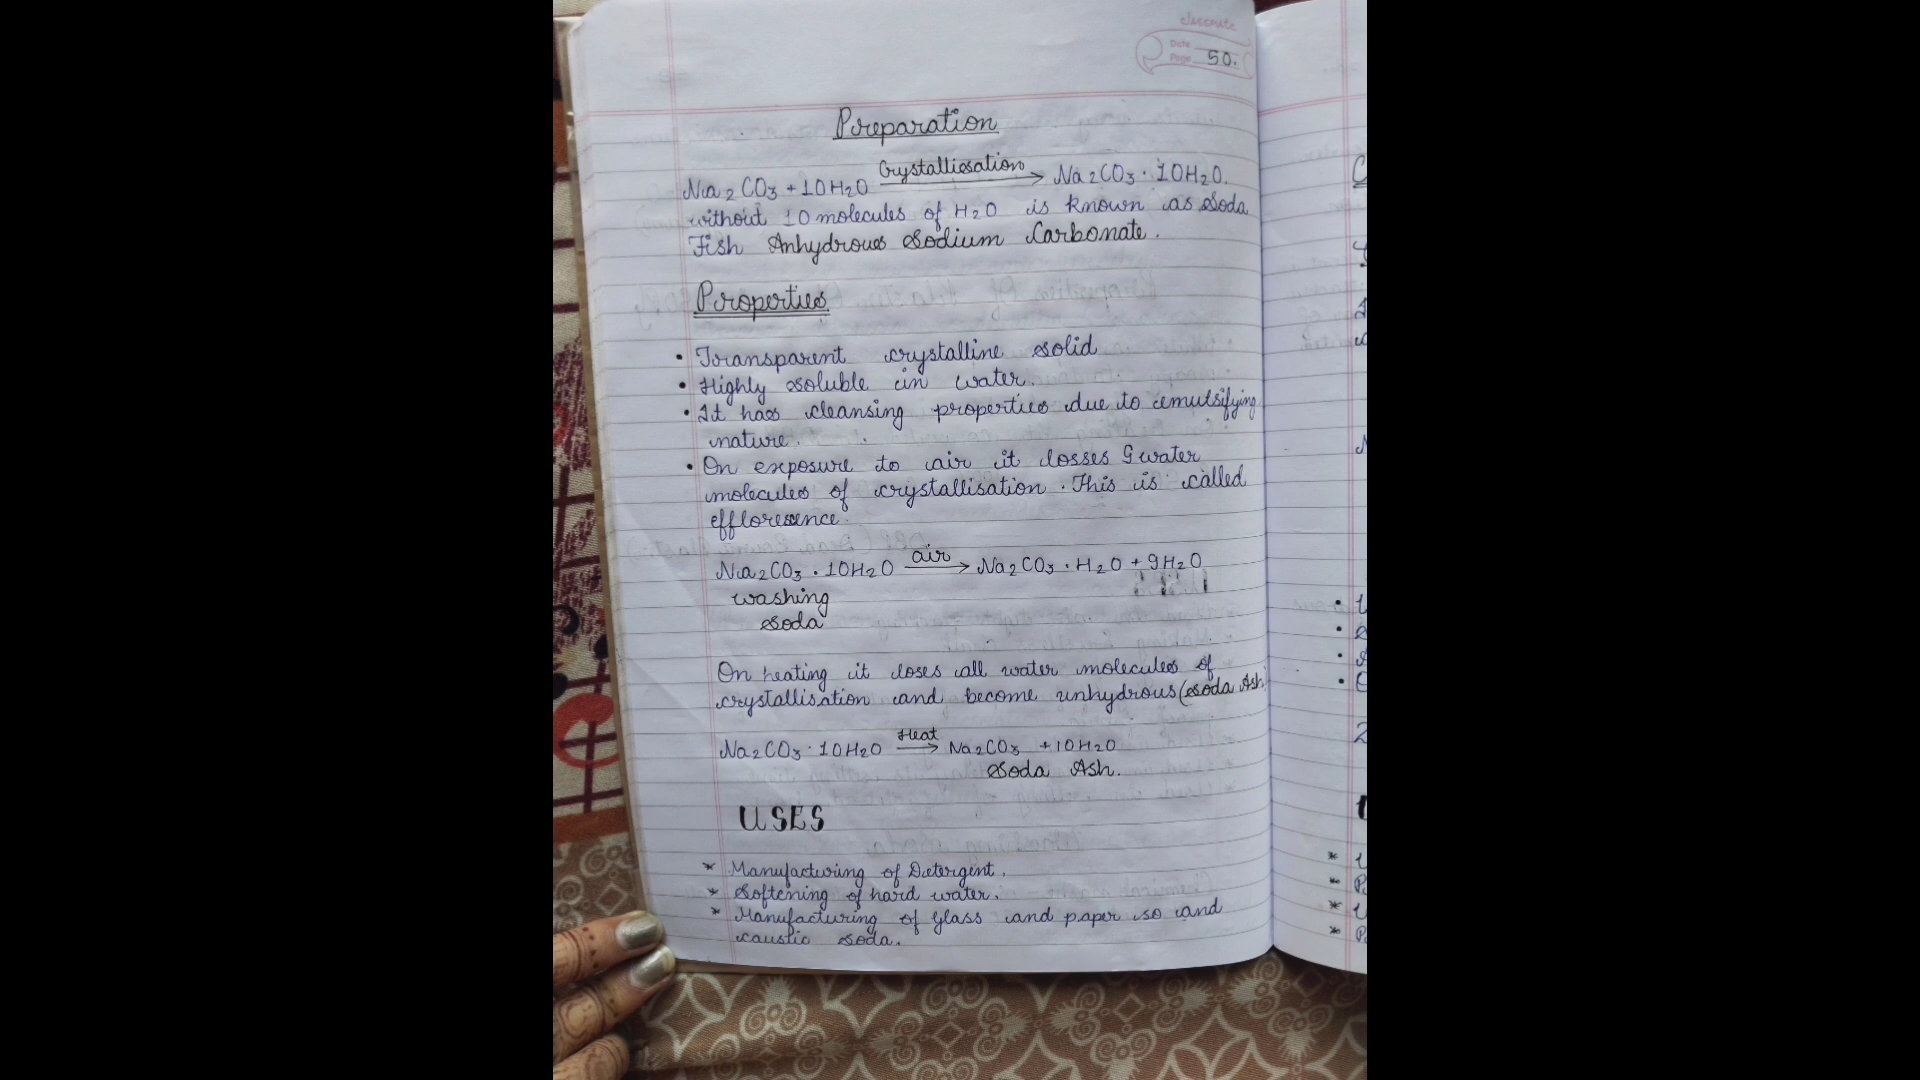 classmate
Date
Page 50.
Preparation
Na2CO3 + 10H2O Crystallisation → Na2CO3 · 10H2O.
without 10 molecules of H2O is known as Soda
Fish Anhydrous Sodium Carbonate.
Properties
• Transparent crystalline solid
• Highly soluble in water.
• It has cleansing properties due to emulsifying
nature.
• On exposure to air it losses 9 water
molecules of crystallisation. This is called
effloresence.
Na2CO3 · 10H2O air → Na2CO3 · H2O + 9H2O
washing
soda
On heating it loses all water molecules of
crystallisation and become unhydrous (soda Ash)
Na2CO3 · 10H2O Heat → Na2CO3 + 10H2O
Soda Ash.
USES
* Manufacturing of Detergent.
* Softening of hard water.
* Manufacturing of glass and paper so and
caustic soda.